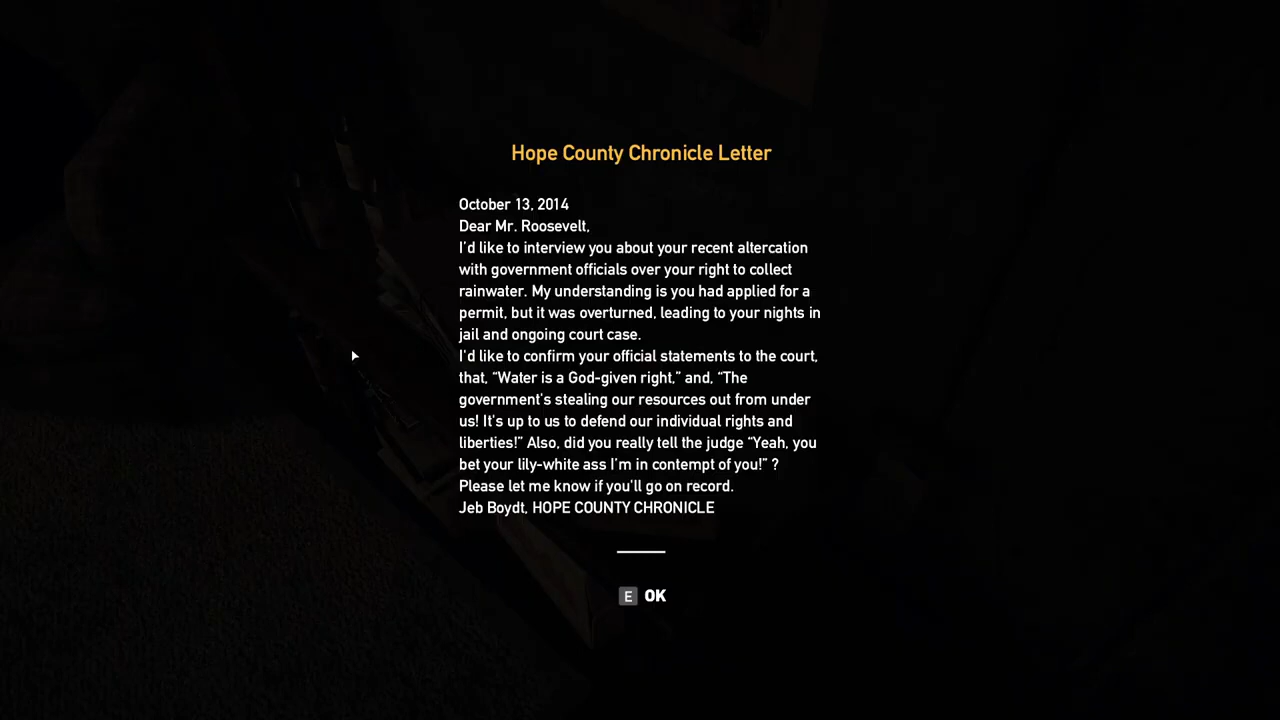 Hope County Chronicle Letter
October 13, 2014
Dear Mr. Roosevelt,
I'd like to interview you about your recent altercation
with government officials over your right to collect
rainwater. My understanding is you had applied for a
permit, but it was overturned, leading to your nights in
jail and ongoing court case.
I'd like to confirm your official statements to the court,
that, “Water is a God-given right,” and, “The
government's stealing our resources out from under
us! It's up to us to defend our individual rights and
liberties!” Also, did you really tell the judge “Yeah, you
bet your lily-white ass I'm in contempt of you!” ?
Please let me know if you'll go on record.
Jeb Boydt, HOPE COUNTY CHRONICLE
E OK